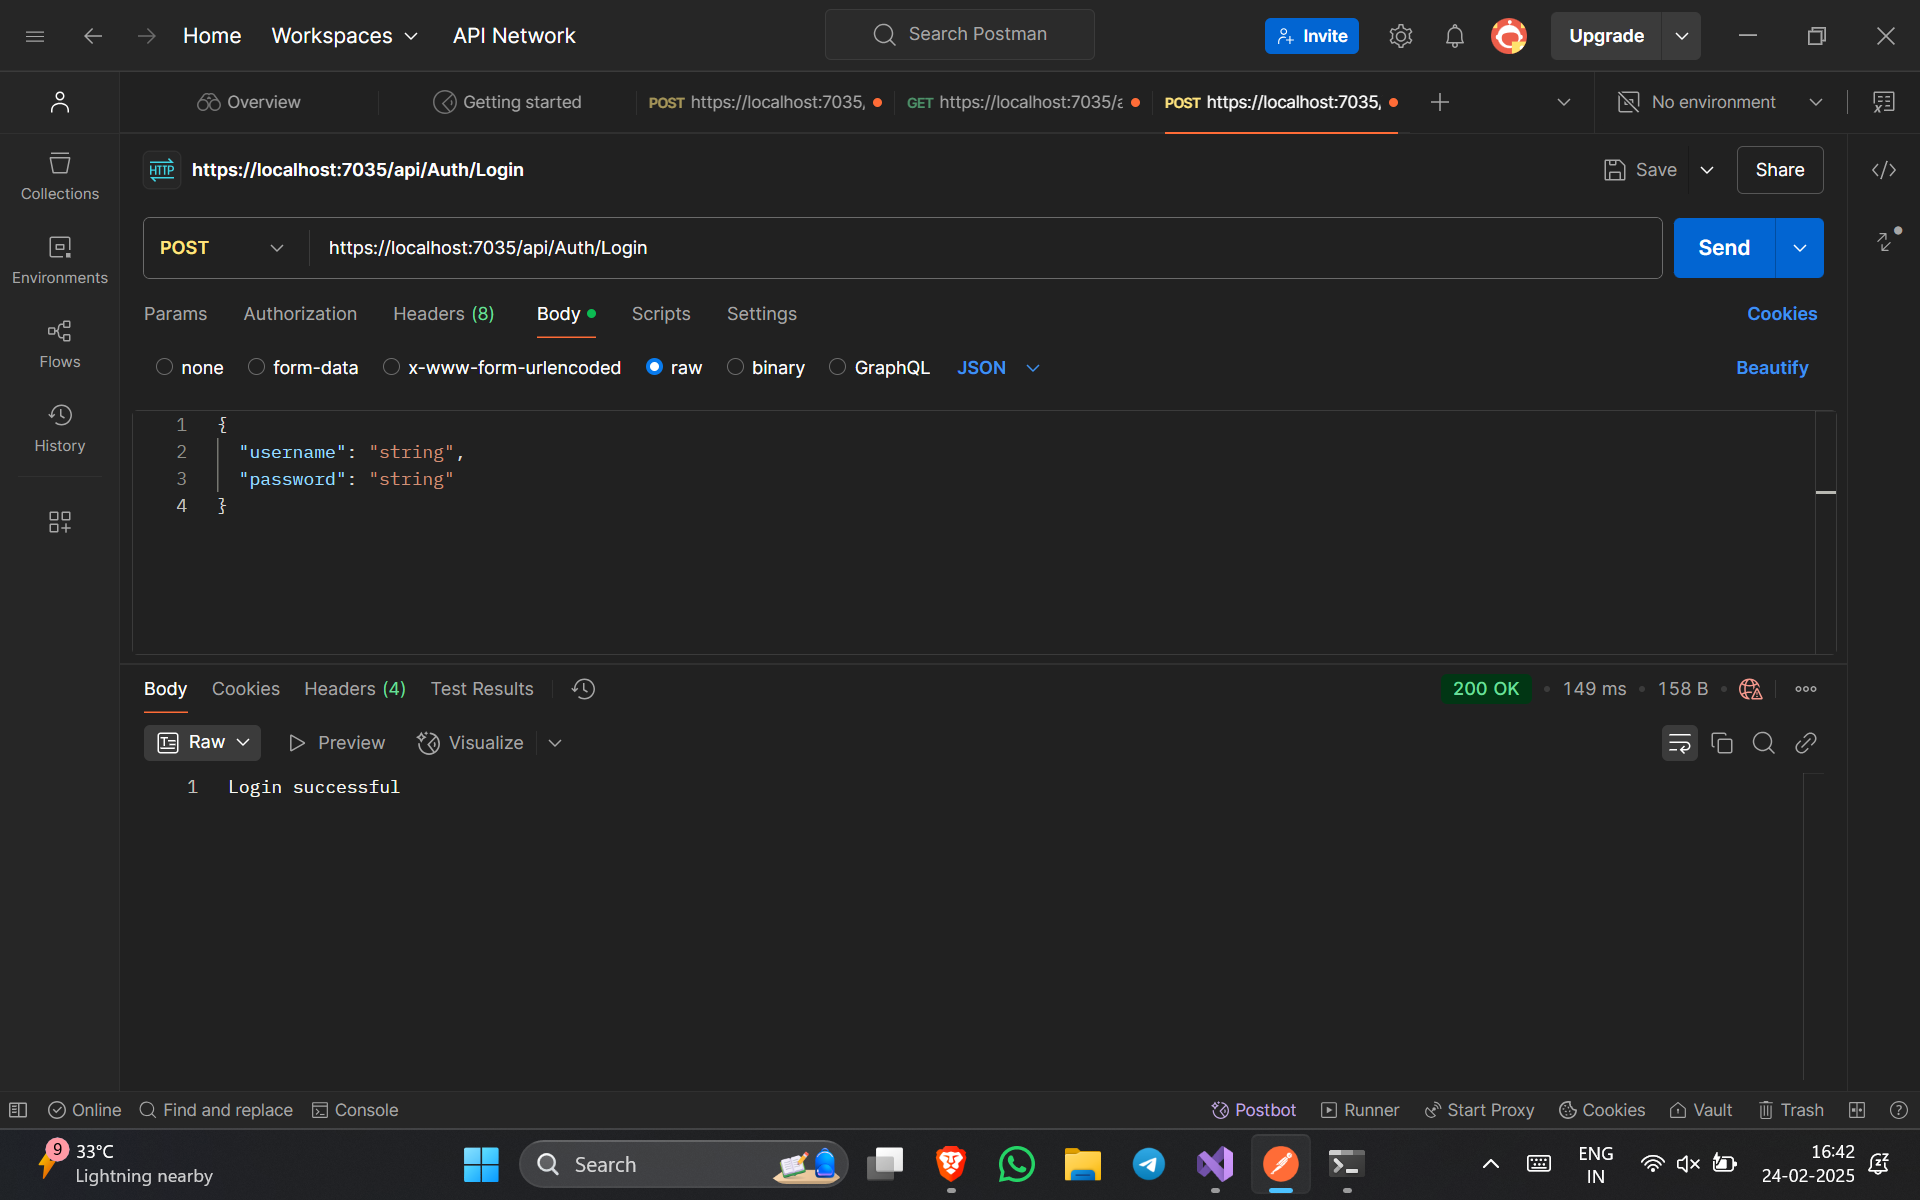 Home Workspaces API Network Search Postman Invite Upgrade
Overview Getting started POST https://localhost:7035, GET https://localhost:7035/a POST https://localhost:7035, No environment
HTTP https://localhost:7035/api/Auth/Login Save Share
Collections
POST https://localhost:7035/api/Auth/Login Send
Environments
Params Authorization Headers (8) Body Scripts Settings Cookies
Flows
none form-data x-www-form-urlencoded raw binary GraphQL JSON Beautify
History
1 {
2 "username": "string",
3 "password": "string"
4 }
Body Cookies Headers (4) Test Results 200 OK • 149 ms • 158 B
Raw Preview Visualize
1 Login successful
Online Find and replace Console Postbot Runner Start Proxy Cookies Vault Trash
9 33°C
Lightning nearby
Search
ENG
IN
16:42
24-02-2025